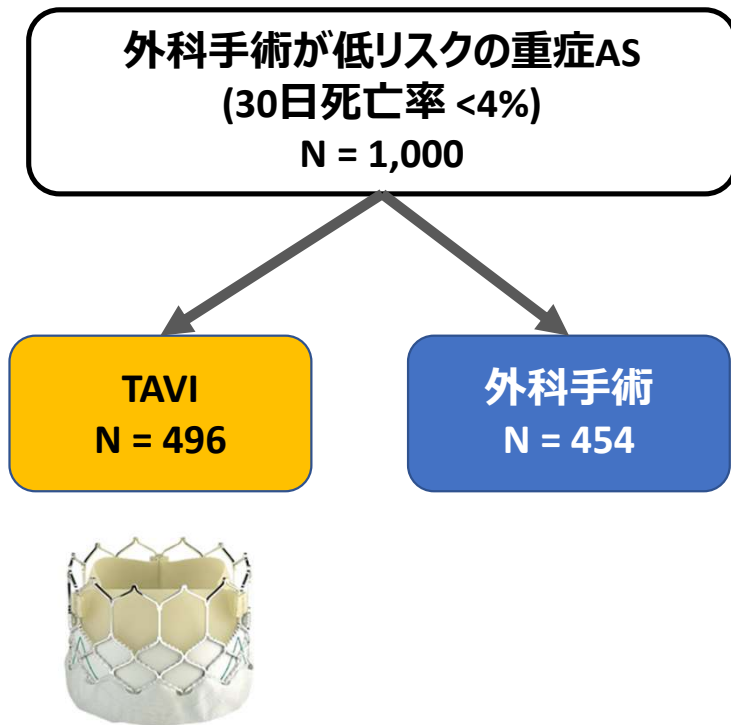 外科手術が低リスクの重症AS
(30日死亡率 <4%)
N = 1,000
TAVI
N = 496
外科手術
N = 454